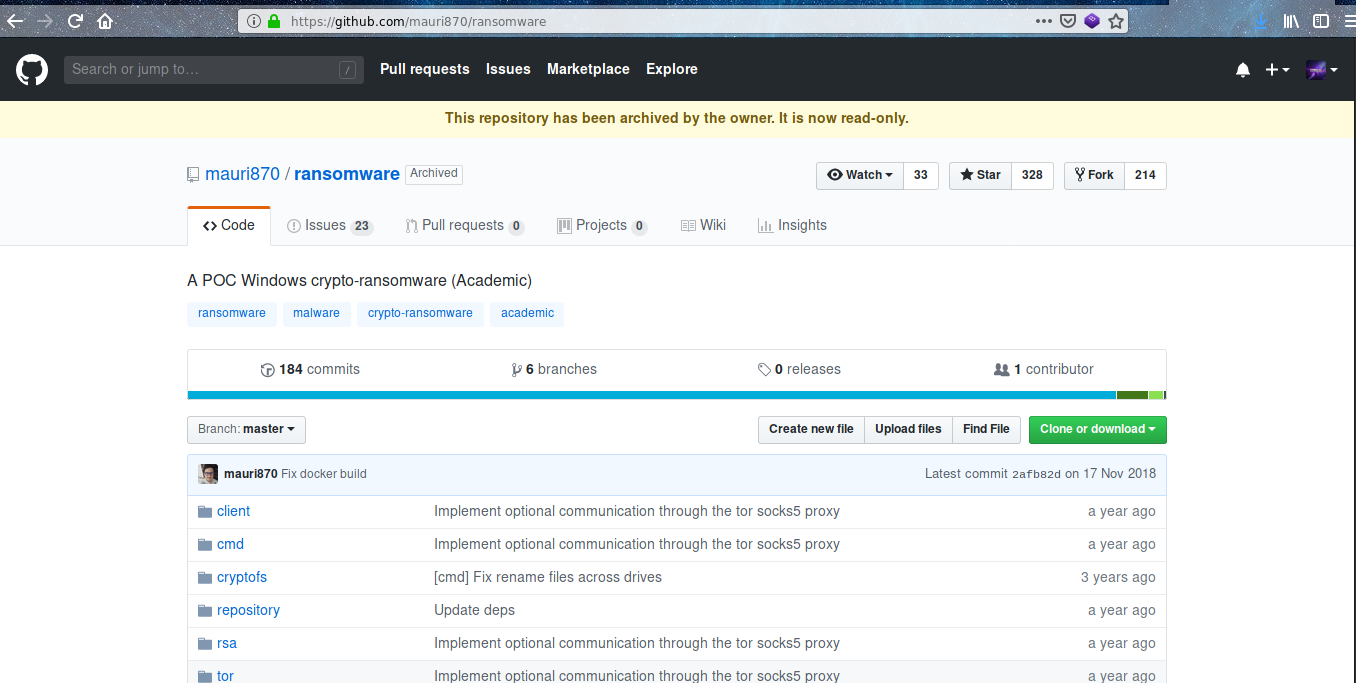 https://github.com/mauri870/ransomware
Search or jump to… / Pull requests Issues Marketplace Explore
This repository has been archived by the owner. It is now read-only.
mauri870 / ransomware Archived Watch 33 Star 328 Fork 214
Code Issues 23 Pull requests 0 Projects 0 Wiki Insights
A POC Windows crypto-ransomware (Academic)
ransomware malware crypto-ransomware academic
184 commits 6 branches 0 releases 1 contributor
Branch: master Create new file Upload files Find File Clone or download
mauri870 Fix docker build Latest commit 2afb82d on 17 Nov 2018
client Implement optional communication through the tor socks5 proxy a year ago
cmd Implement optional communication through the tor socks5 proxy a year ago
cryptofs [cmd] Fix rename files across drives 3 years ago
repository Update deps a year ago
rsa Implement optional communication through the tor socks5 proxy a year ago
tor Implement optional communication through the tor socks5 proxy a year ago